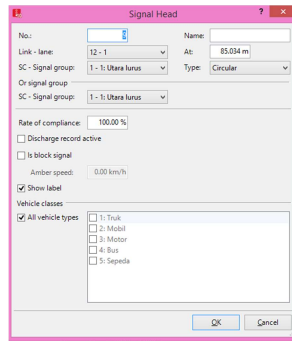 Signal Head ? ×
No.: Name:
Link - lane: 12 - 1 At: 85.034 m
SC - Signal group: 1 - 1: Utara lurus Type: Circular
Or signal group
SC - Signal group: 1 - 1: Utara lurus
Rate of compliance: 100.00 %
Discharge record active
Is block signal
Amber speed: 0.00 km/h
Show label
Vehicle classes
All vehicle types 1: Truk
2: Mobil
3: Motor
4: Bus
5: Sepeda
OK Cancel